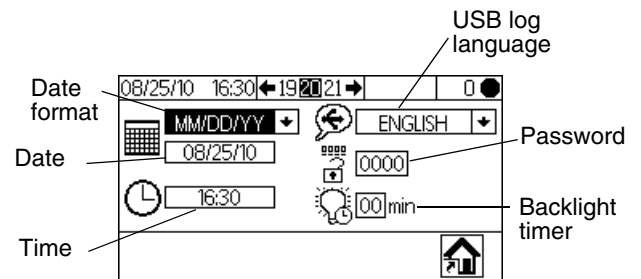 USB log
language
Date
format
08/25/10 16:30 19 20 21 0
MM/DD/YY
ENGLISH
Password
Date
08/25/10
0000
16:30
00 min
Backlight
timer
Time